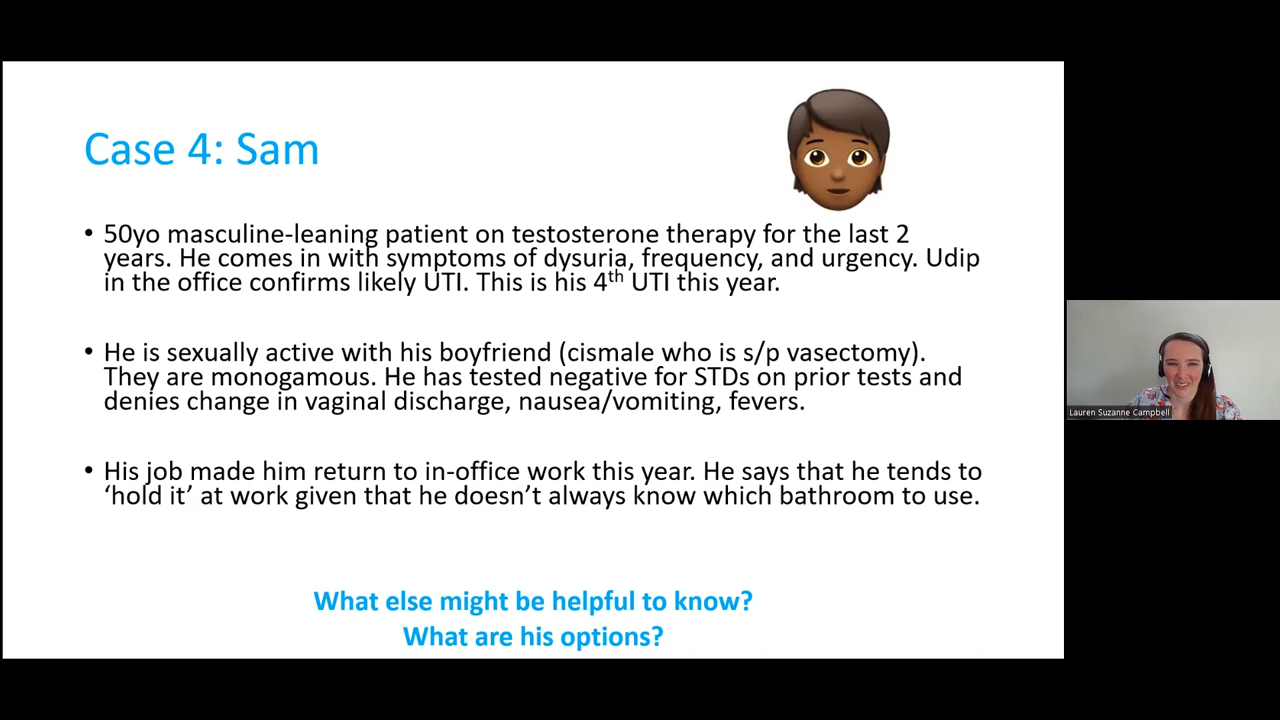 Case 4: Sam
• 50yo masculine-leaning patient on testosterone therapy for the last 2
years. He comes in with symptoms of dysuria, frequency, and urgency. Udip
in the office confirms likely UTI. This is his 4th UTI this year.
• He is sexually active with his boyfriend (cismale who is s/p vasectomy).
They are monogamous. He has tested negative for STDs on prior tests and
denies change in vaginal discharge, nausea/vomiting, fevers.
• His job made him return to in-office work this year. He says that he tends to
‘hold it’ at work given that he doesn’t always know which bathroom to use.
What else might be helpful to know?
What are his options?
Lauren Suzanne Campbell